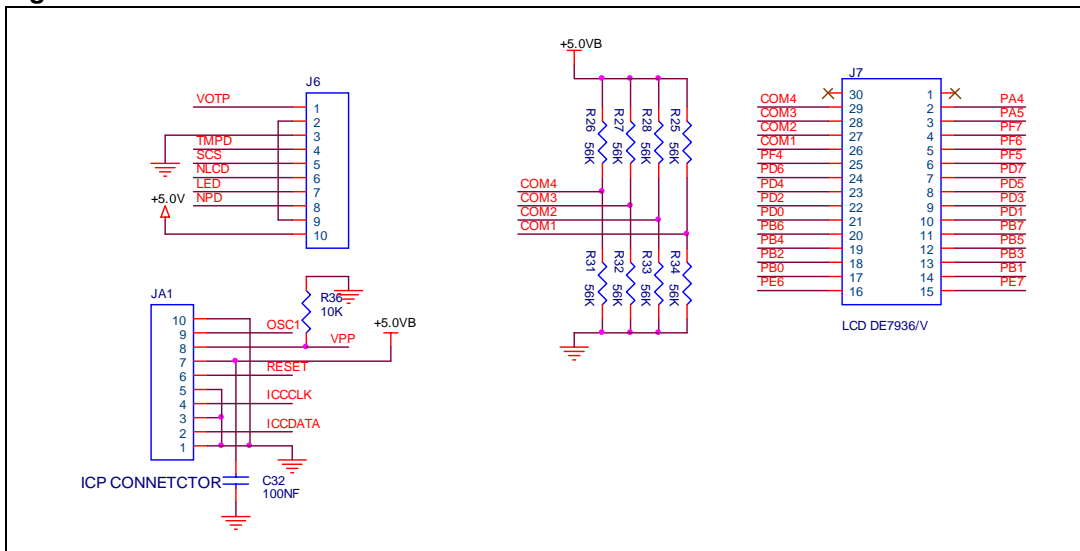 J6
VOTP
1
2
3
TMPD
4
SCS
5
NLCD
6
LED
7
NPD
8
+5.0V
9
10
JA1
10
OSC1
9
VPP
8
7
RESET
6
5
ICCCLK
4
3
ICCDATA
2
1
R36
10K
+5.0VB
ICP CONNETCTOR
C32
100NF
+5.0VB
R26 56K
R27 56K
R28 56K
R25 56K
COM4
COM3
COM2
COM1
R31 56K
R32 56K
R33 56K
R34 56K
J7
30 1
COM4 29 2 PA4
COM3 28 3 PA5
COM2 27 4 PF7
COM1 26 5 PF6
PF4 25 6 PF5
PD6 24 7 PD7
PD4 23 8 PD5
PD2 22 9 PD3
PD0 21 10 PD1
PB6 20 11 PB7
PB4 19 12 PB5
PB2 18 13 PB3
PB0 17 14 PB1
PE6 16 15 PE7
LCD DE7936/V